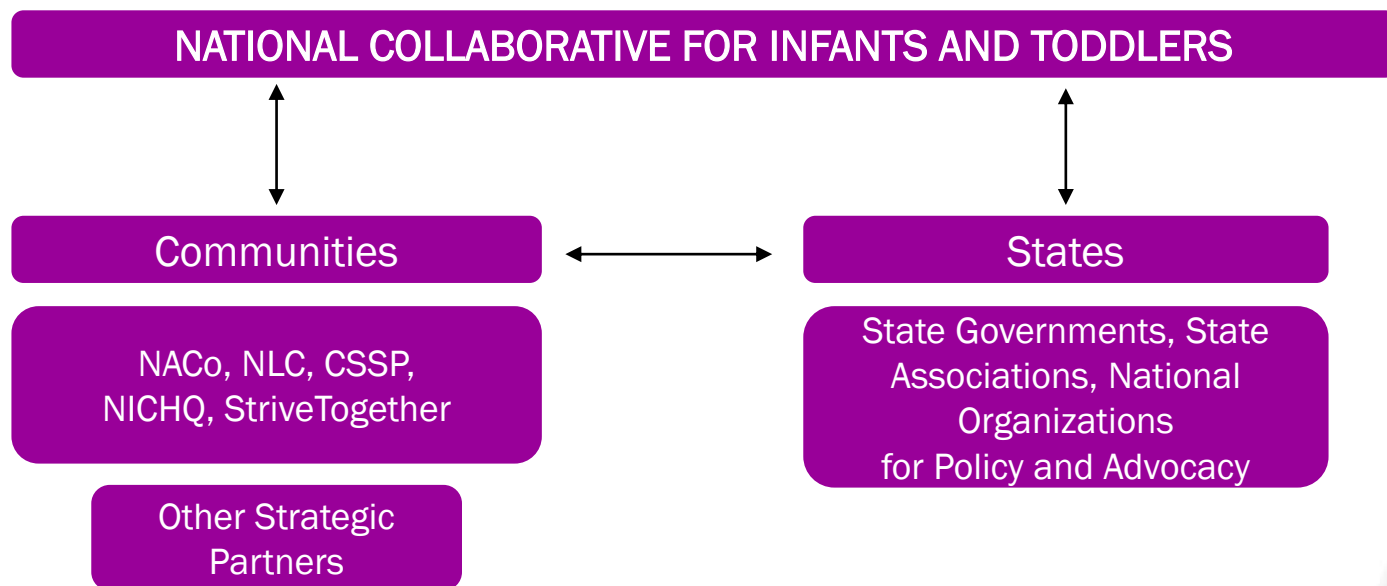 NATIONAL COLLABORATIVE FOR INFANTS AND TODDLERS
Communities
NACo, NLC, CSSP,
NICHQ, StriveTogether
Other Strategic
Partners
States
State Governments, State
Associations, National
Organizations
for Policy and Advocacy